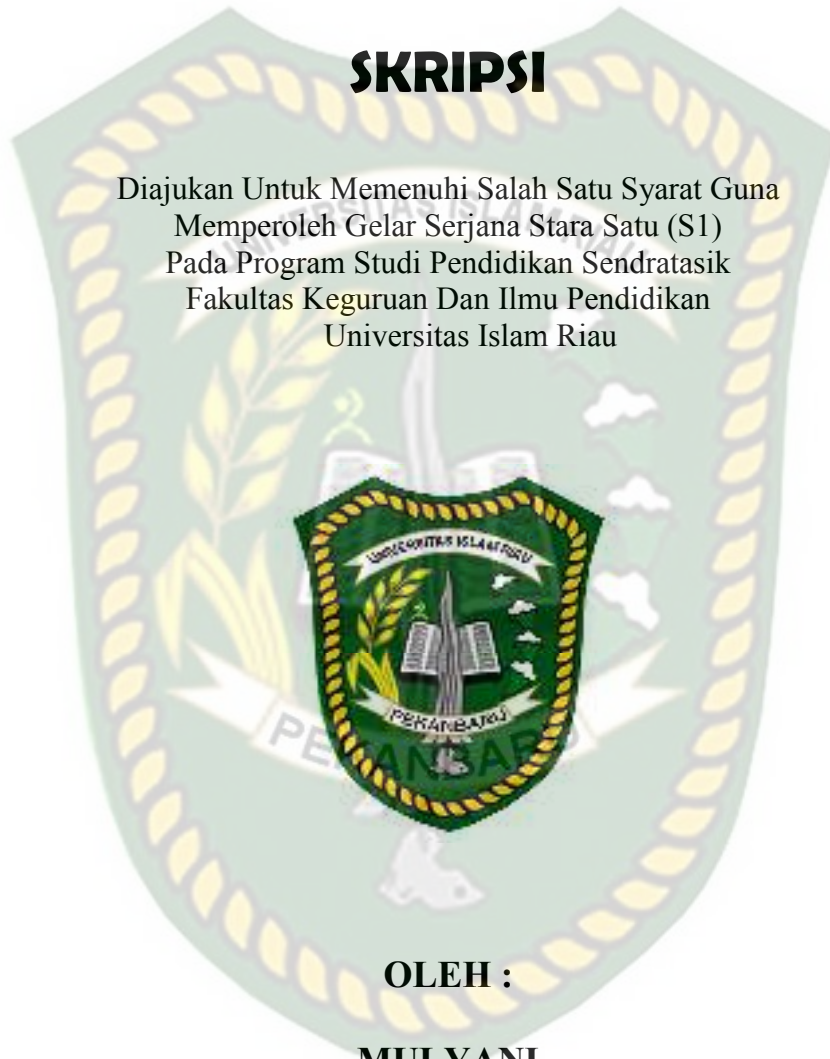 SKRIPSI
Diajukan Untuk Memenuhi Salah Satu Syarat Guna
Memperoleh Gelar Serjana Stara Satu (S1)
Pada Program Studi Pendidikan Sendratasik
Fakultas Keguruan Dan Ilmu Pendidikan
Universitas Islam Riau
UNIVERSITAS ISLAM RIAU
PEKANBARU
OLEH :
MULYANI